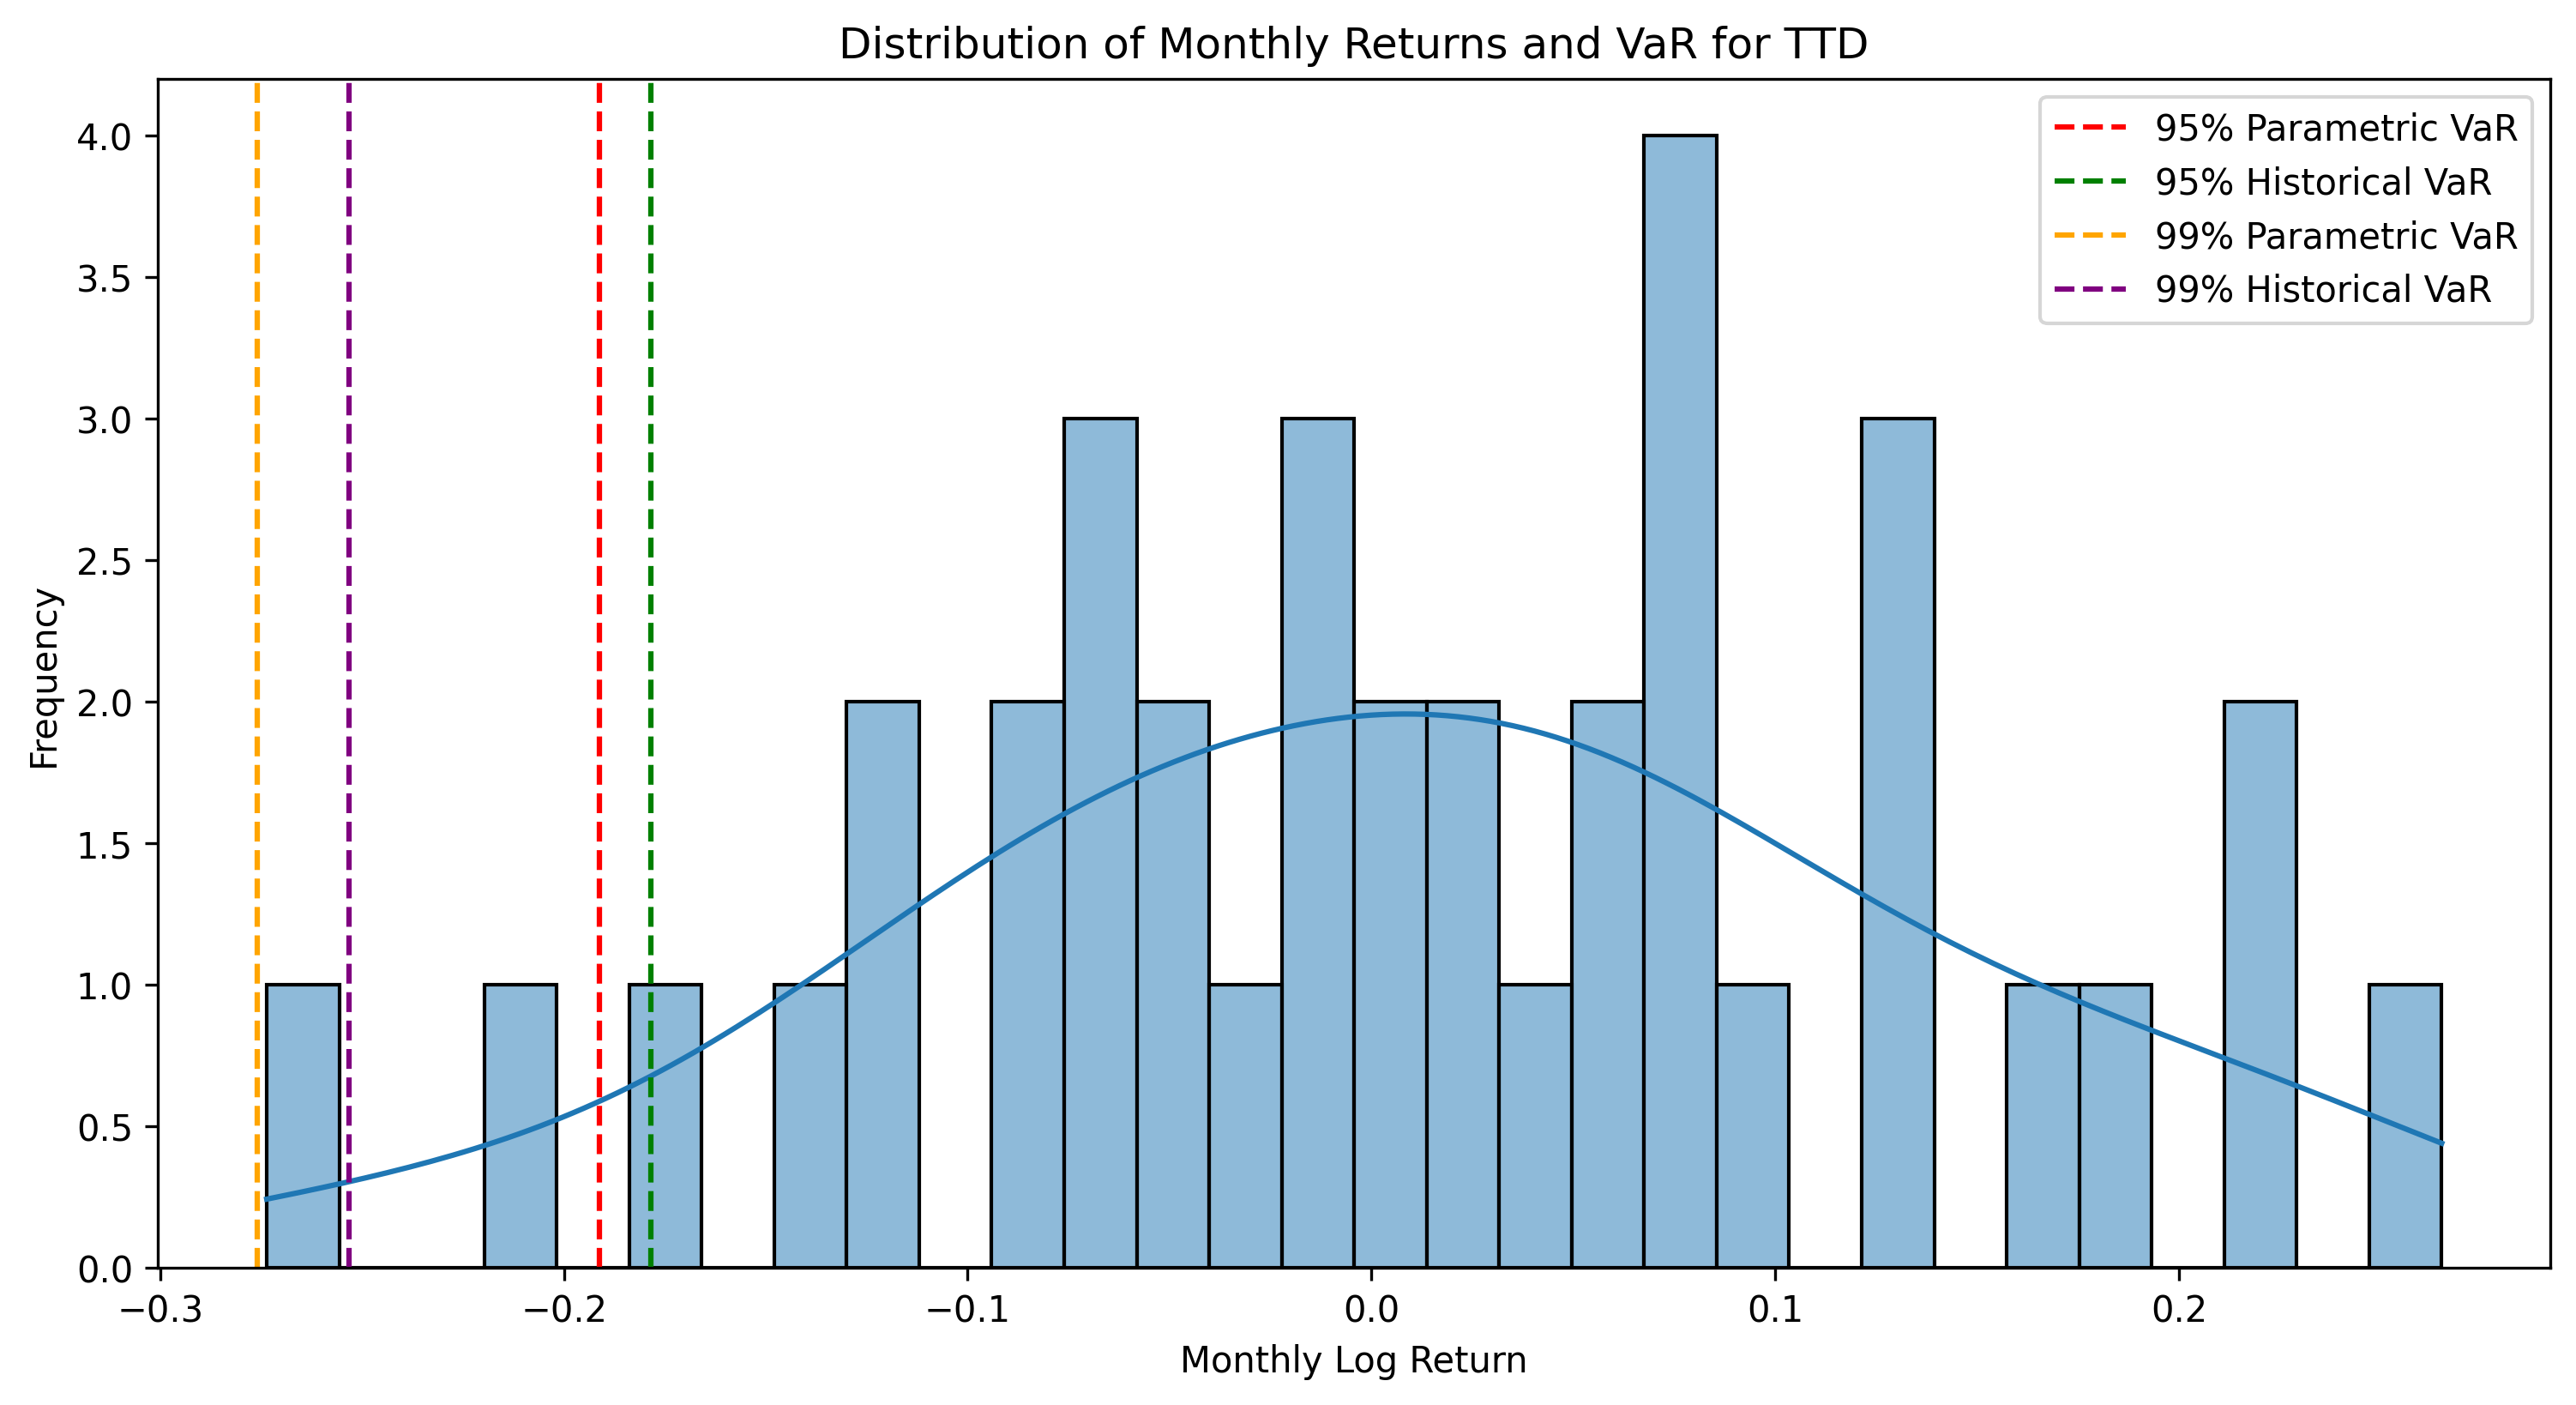 Distribution of Monthly Returns and VaR for TTD
95% Parametric VaR
95% Historical VaR
99% Parametric VaR
99% Historical VaR
Frequency
4.0
3.5
3.0
2.5
2.0
1.5
1.0
0.5
0.0
−0.3 −0.2 −0.1 0.0 0.1 0.2
Monthly Log Return